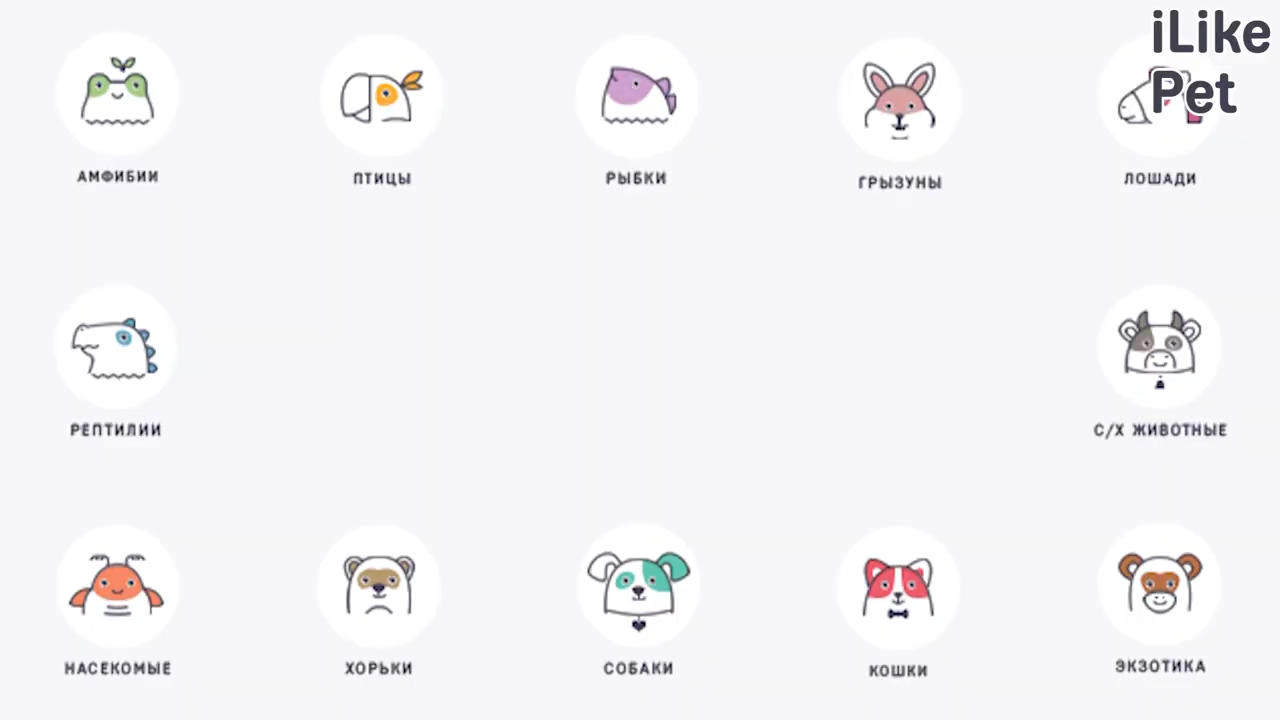 iLike
Pet
АМФИБИИ
ПТИЦЫ
РЫБКИ
ГРЫЗУНЫ
ЛОШАДИ
РЕПТИЛИИ
С/Х ЖИВОТНЫЕ
НАСЕКОМЫЕ
ХОРЬКИ
СОБАКИ
КОШКИ
ЭКЗОТИКА